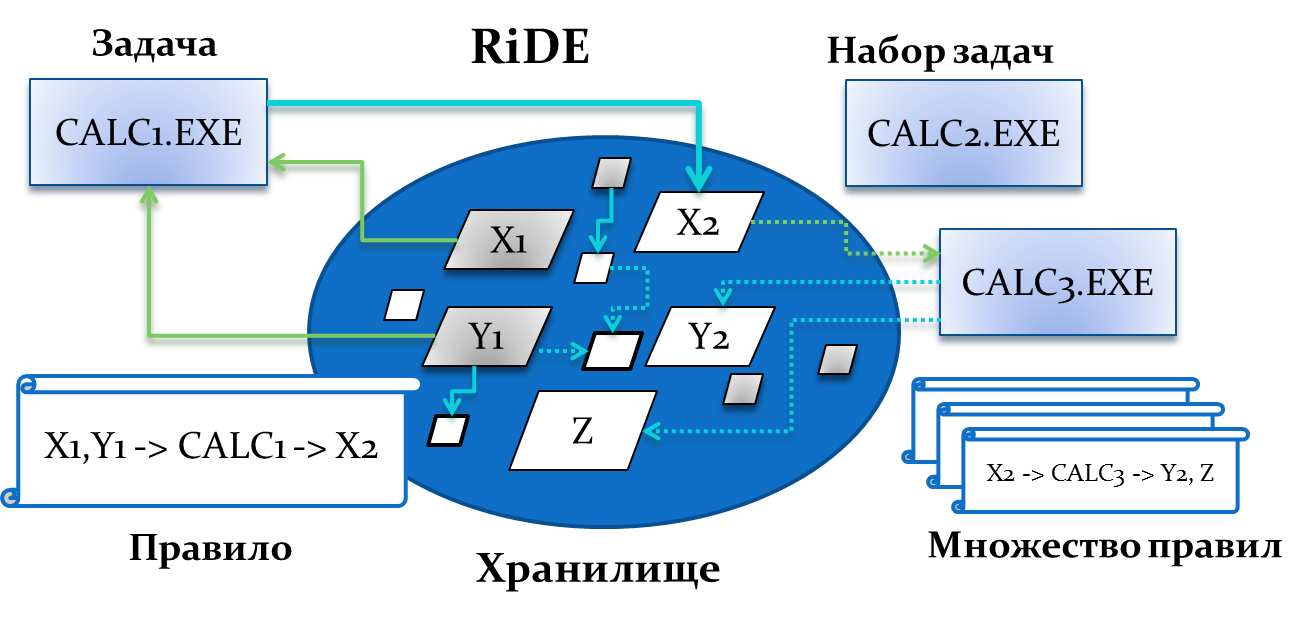 Задача
RiDE
Набор задач
CALC1.EXE
CALC2.EXE
X1
X2
CALC3.EXE
Y1
Y2
Z
X1,Y1 -> CALC1 -> X2
X2 -> CALC3 -> Y2, Z
Правило
Хранилище
Множество правил